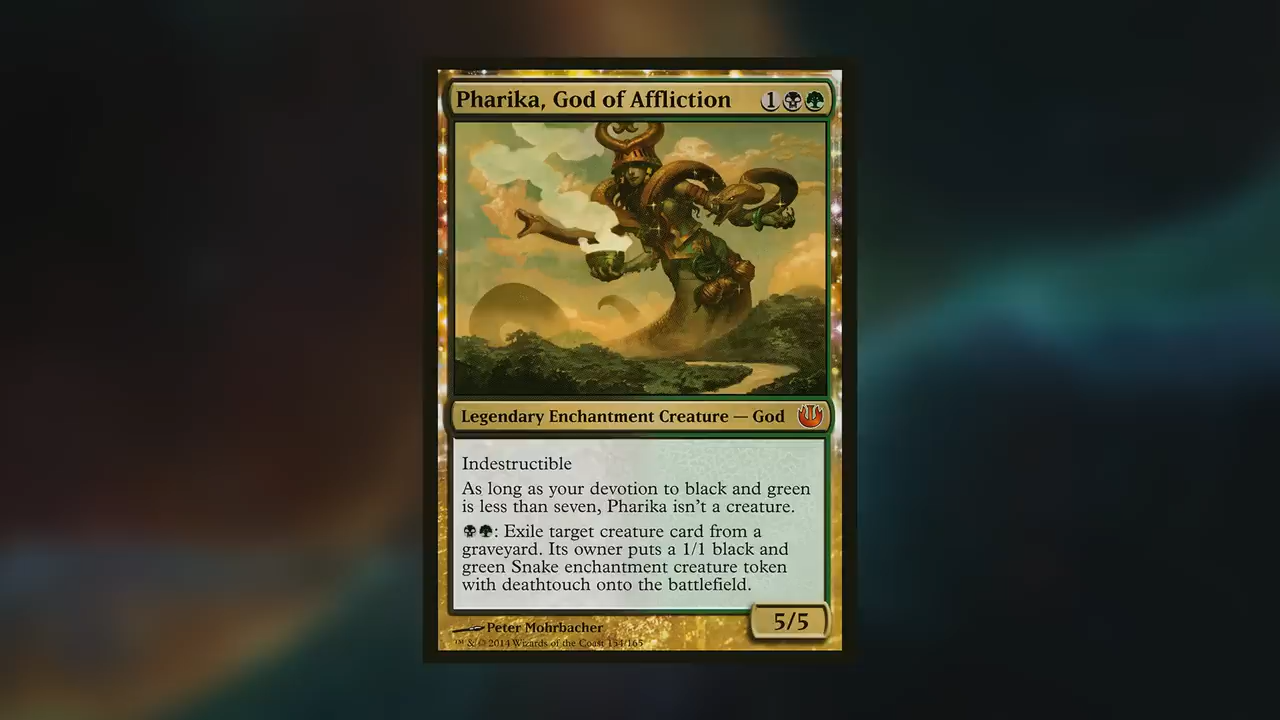 Pharika, God of Affliction 1
Legendary Enchantment Creature — God
Indestructible
As long as your devotion to black and green
is less than seven, Pharika isn't a creature.
: Exile target creature card from a
graveyard. Its owner puts a 1/1 black and
green Snake enchantment creature token
with deathtouch onto the battlefield.
5/5
Peter Mohrbacher
™ & © 2014 Wizards of the Coast 154/165